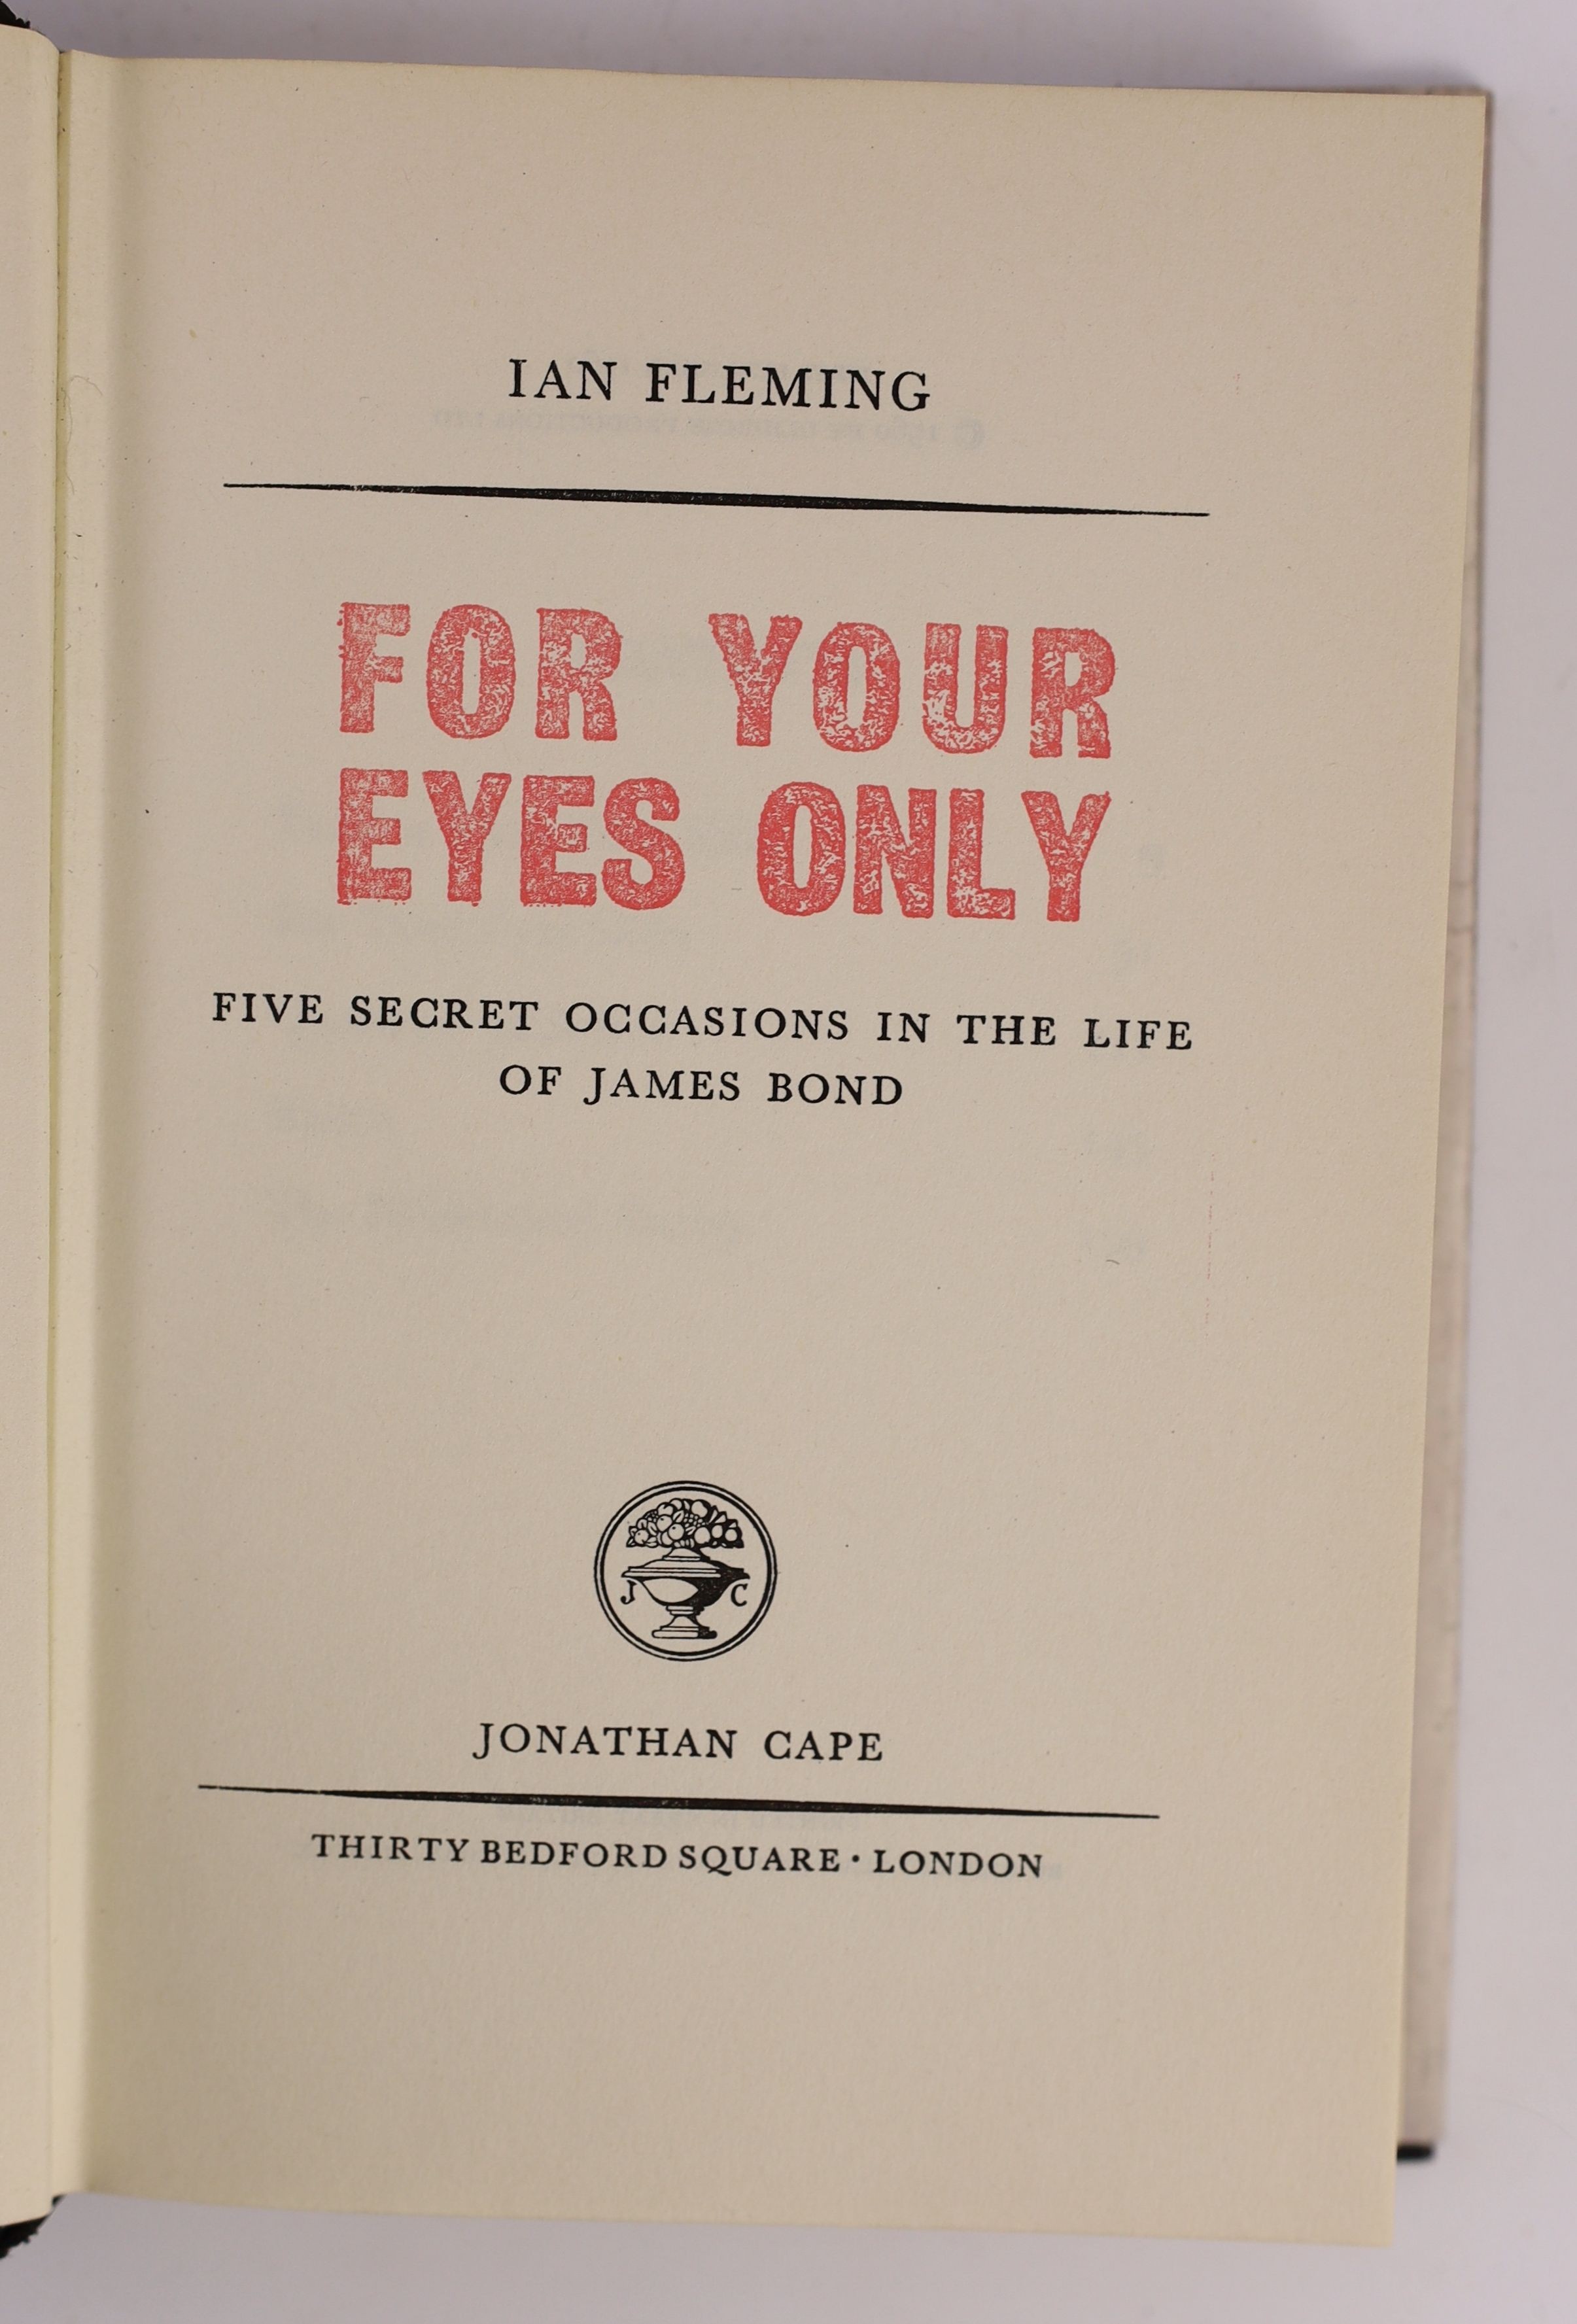 IAN FLEMING
FOR YOUR
EYES ONLY
FIVE SECRET OCCASIONS IN THE LIFE
OF JAMES BOND
J C
JONATHAN CAPE
THIRTY BEDFORD SQUARE · LONDON